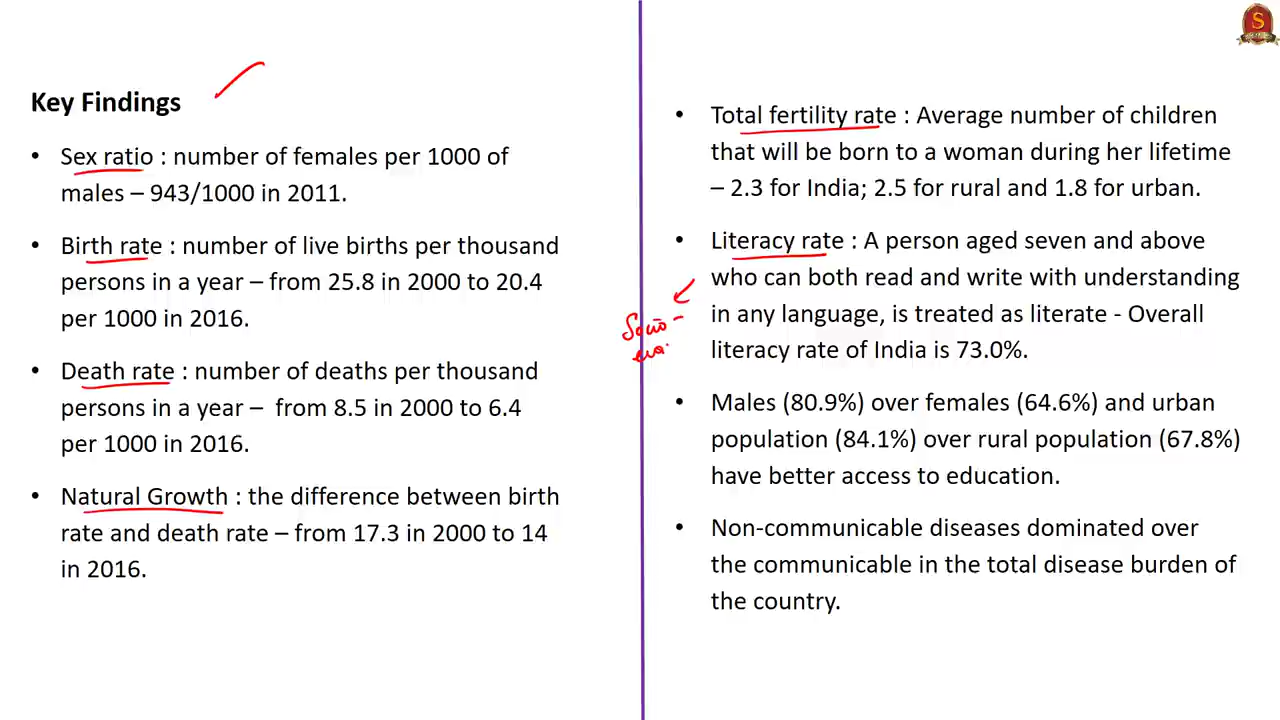 Key Findings
• Sex ratio : number of females per 1000 of
males – 943/1000 in 2011.
• Birth rate : number of live births per thousand
persons in a year – from 25.8 in 2000 to 20.4
per 1000 in 2016.
• Death rate : number of deaths per thousand
persons in a year –  from 8.5 in 2000 to 6.4
per 1000 in 2016.
• Natural Growth : the difference between birth
rate and death rate – from 17.3 in 2000 to 14
in 2016.
• Total fertility rate : Average number of children
that will be born to a woman during her lifetime
– 2.3 for India; 2.5 for rural and 1.8 for urban.
• Literacy rate : A person aged seven and above
who can both read and write with understanding
in any language, is treated as literate - Overall
literacy rate of India is 73.0%.
• Males (80.9%) over females (64.6%) and urban
population (84.1%) over rural population (67.8%)
have better access to education.
• Non-communicable diseases dominated over
the communicable in the total disease burden of
the country.
S